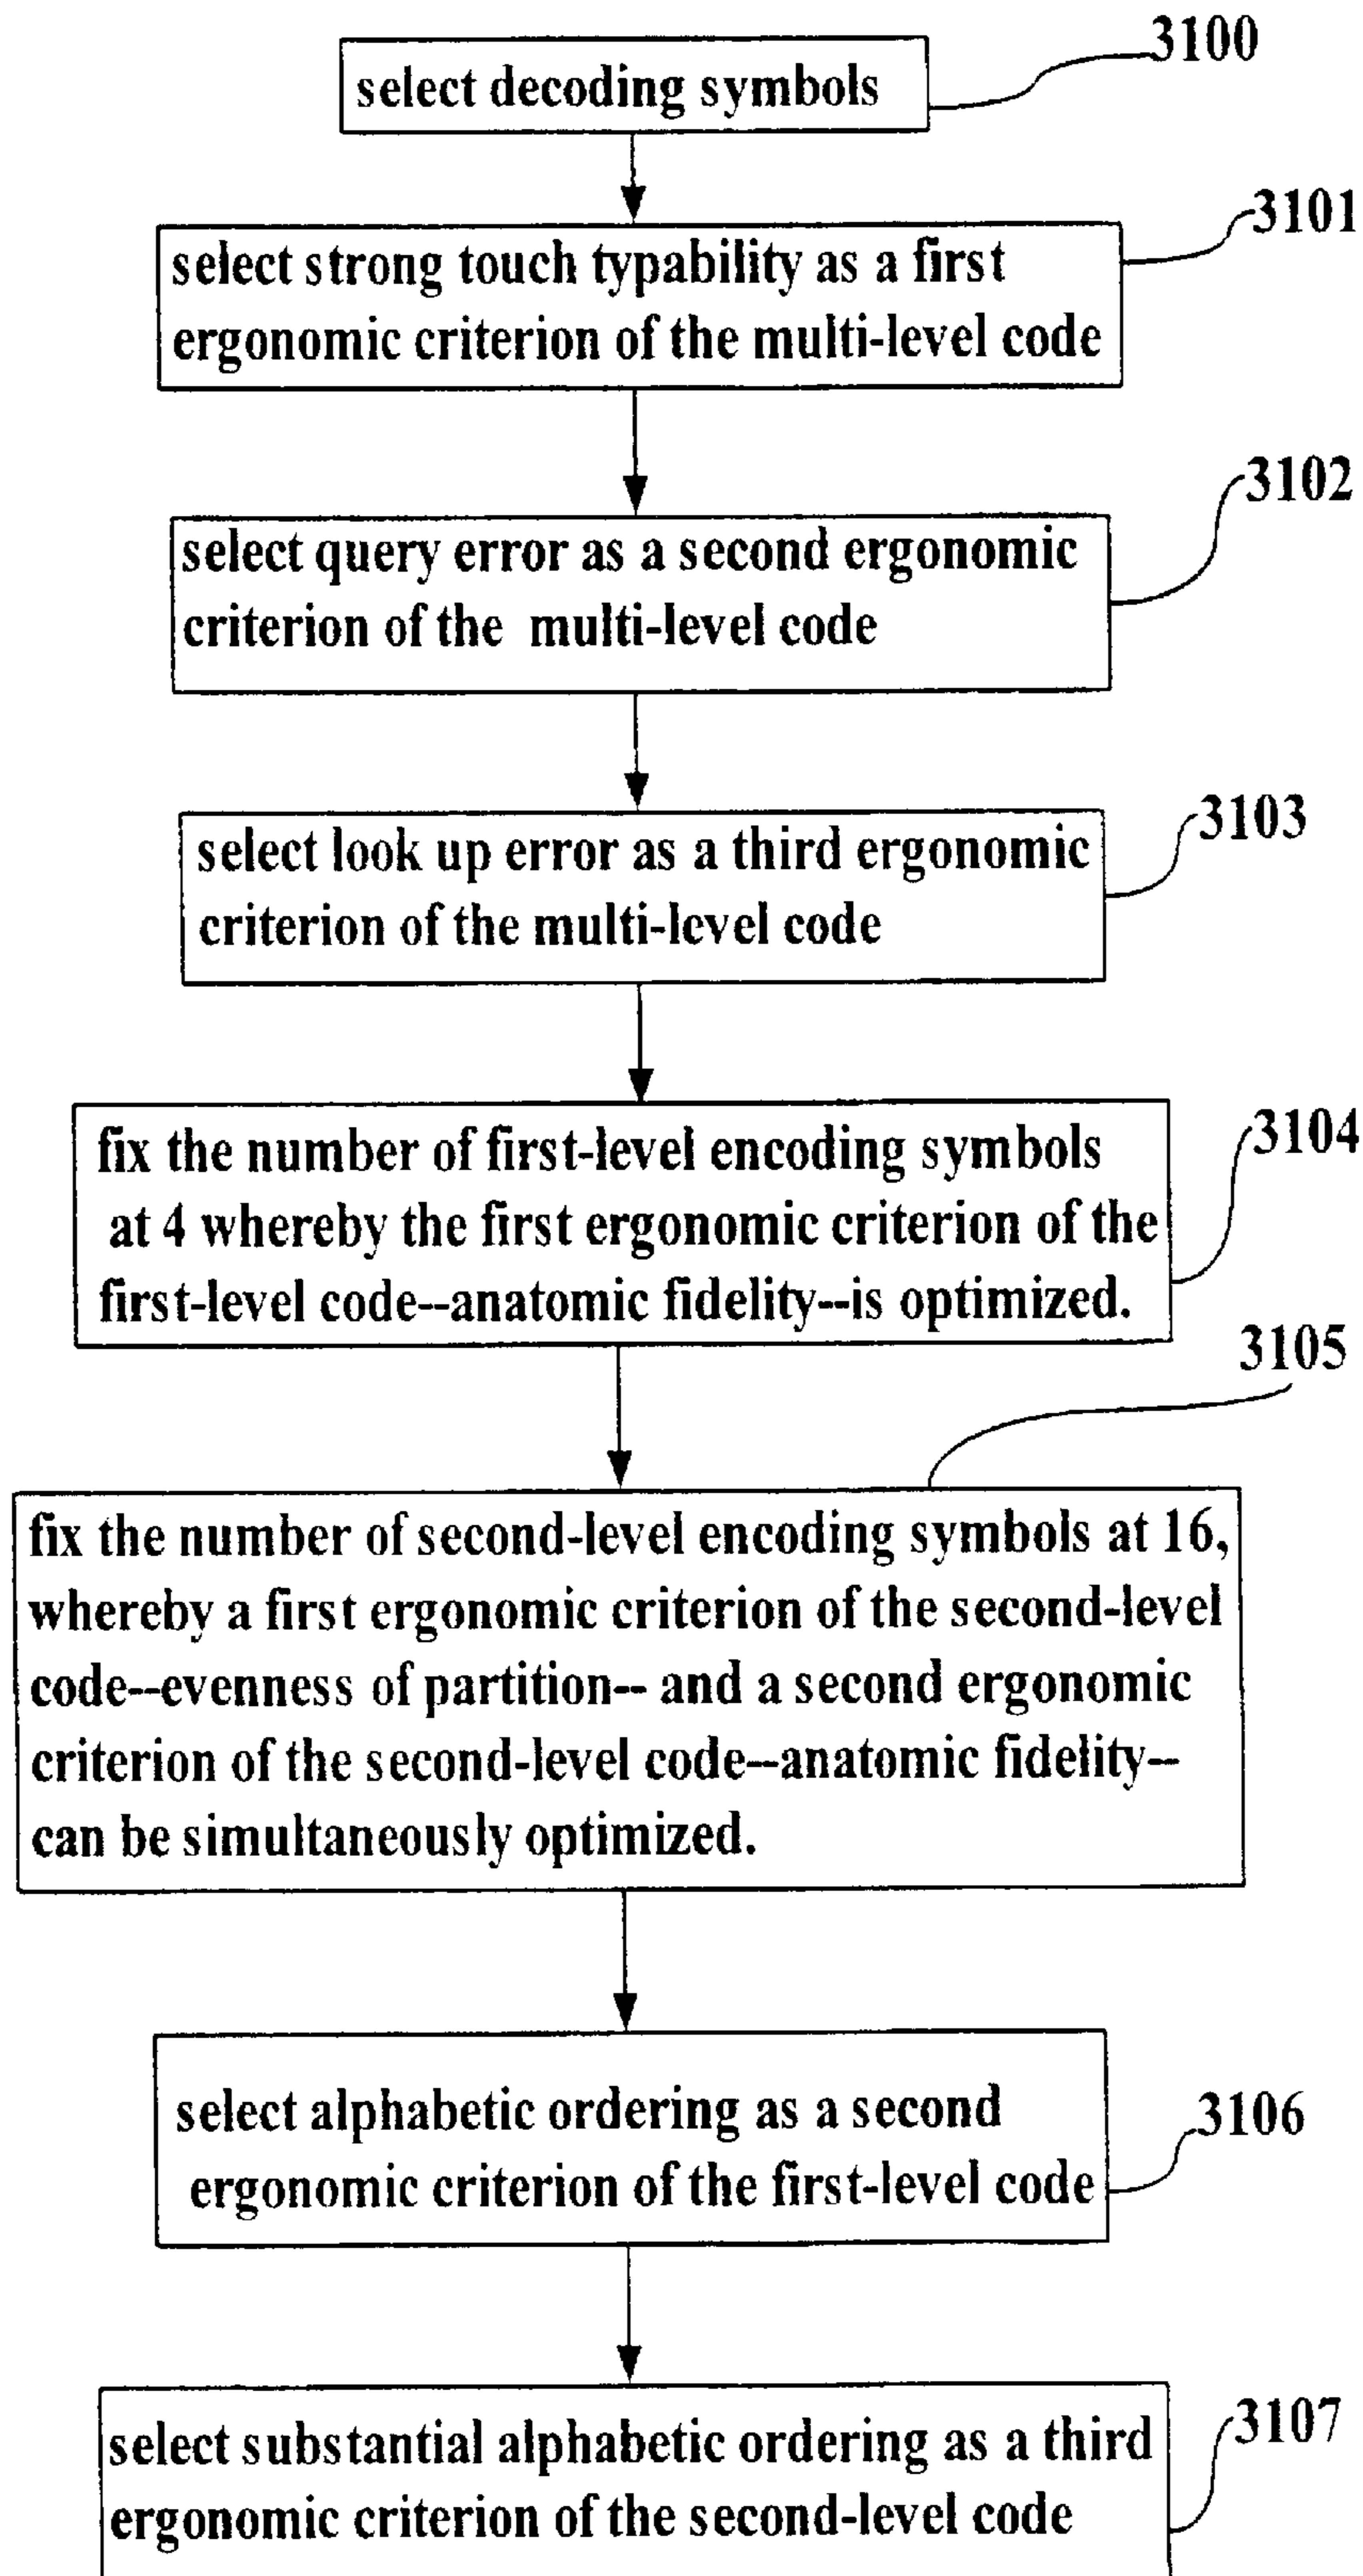 3100
select decoding symbols
3101
select strong touch typability as a first
ergonomic criterion of the multi-level code
3102
select query error as a second ergonomic
criterion of the multi-level code
3103
select look up error as a third ergonomic
criterion of the multi-level code
3104
fix the number of first-level encoding symbols
at 4 whereby the first ergonomic criterion of the
first-level code--anatomic fidelity--is optimized.
3105
fix the number of second-level encoding symbols at 16,
whereby a first ergonomic criterion of the second-level
code--evenness of partition-- and a second ergonomic
criterion of the second-level code--anatomic fidelity--
can be simultaneously optimized.
select alphabetic ordering as a second
3106
ergonomic criterion of the first-level code
3107
select substantial alphabetic ordering as a third
ergonomic criterion of the second-level code